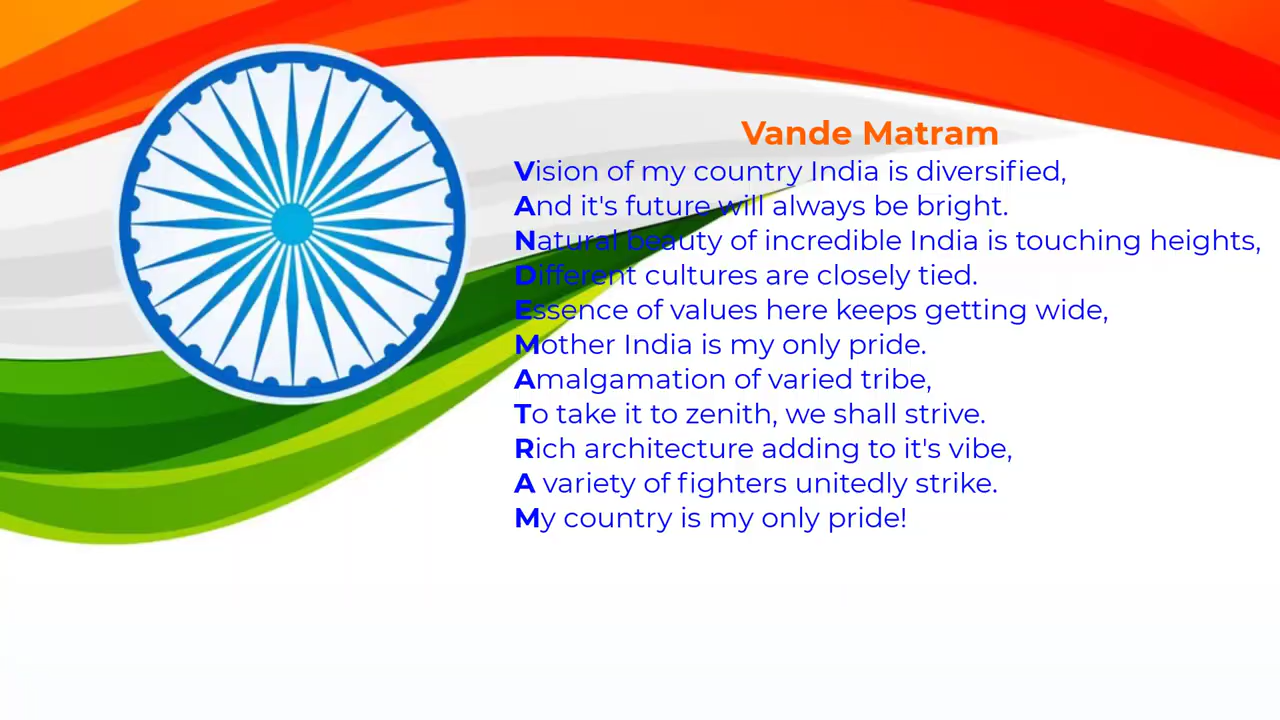 Vande Matram
Vision of my country India is diversified,
And it's future will always be bright.
Natural beauty of incredible India is touching heights,
Different cultures are closely tied.
Essence of values here keeps getting wide,
Mother India is my only pride.
Amalgamation of varied tribe,
To take it to zenith, we shall strive.
Rich architecture adding to it's vibe,
A variety of fighters unitedly strike.
My country is my only pride!